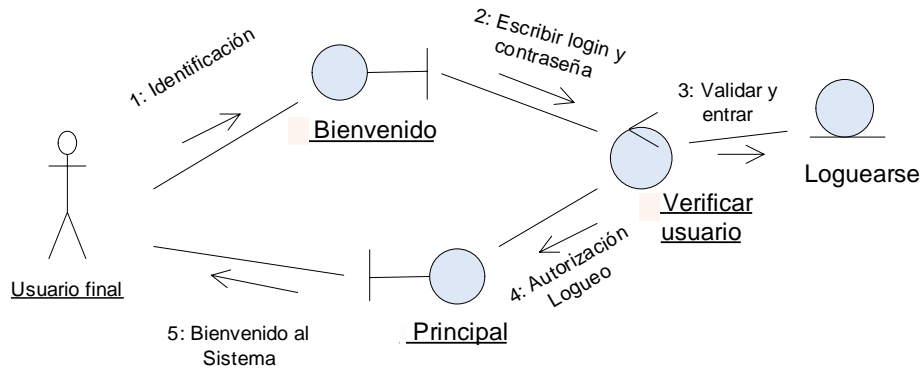 1: Identificación
Bienvenido
2: Escribir login y
contraseña
3: Validar y
entrar
Loguearse
Verificar
usuario
4: Autorización
Logueo
Principal
5: Bienvenido al
Sistema
Usuario final